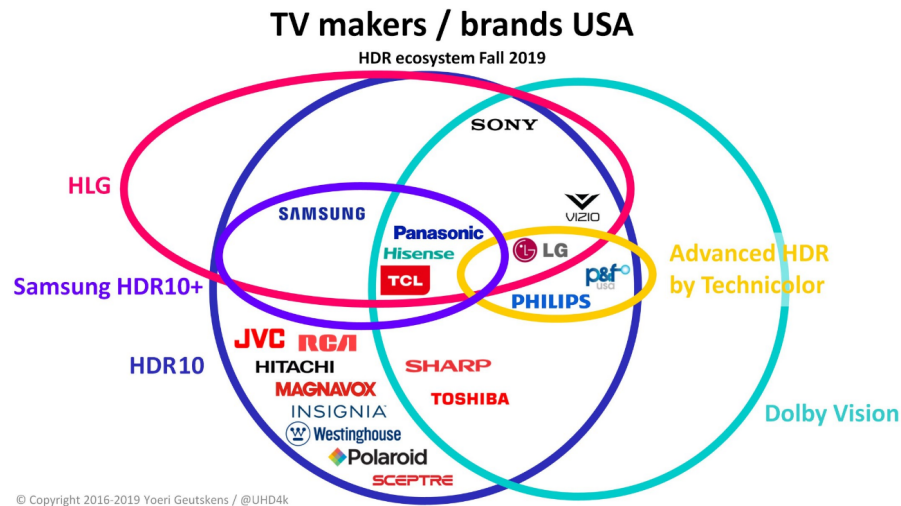 TV makers / brands USA
HDR ecosystem Fall 2019
SONY
HLG
VIZIO
SAMSUNG
Panasonic
Hisense
LG
Advanced HDR
by Technicolor
TCL
p&f
usa
Samsung HDR10+
PHILIPS
JVC
RCA
HDR10
HITACHI
SHARP
MAGNAVOX
TOSHIBA
INSIGNIA
Dolby Vision
W Westinghouse
Polaroid
SCEPTRE
© Copyright 2016-2019 Yoeri Geutskens / @UHD4k